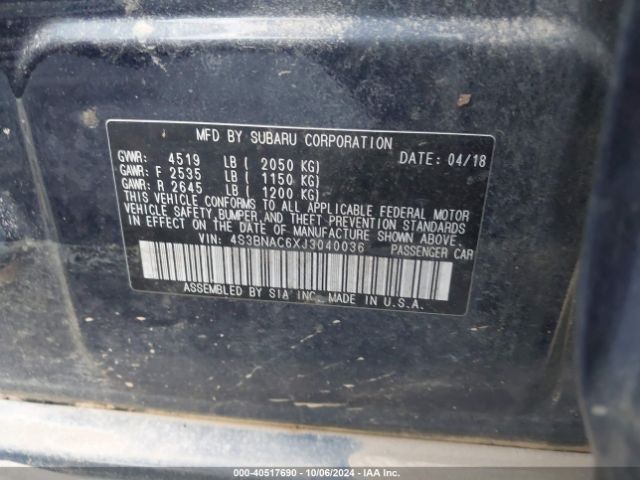 MFD BY SUBARU CORPORATION
GVWR: 4519 LB ( 2050 KG) DATE: 04/18
GAWR: F 2535 LB ( 1150 KG)
GAWR: R 2645 LB ( 1200 KG)
THIS VEHICLE CONFORMS TO ALL APPLICABLE FEDERAL MOTOR
VEHICLE SAFETY, BUMPER, AND THEFT PREVENTION STANDARDS
IN EFFECT ON THE DATE OF MANUFACTURE SHOWN ABOVE.
VIN: 4S3BNAC6XJ3040036 PASSENGER CAR
ASSEMBLED BY SIA INC. MADE IN U.S.A.
000-40517690 - 10/06/2024 - IAA Inc.